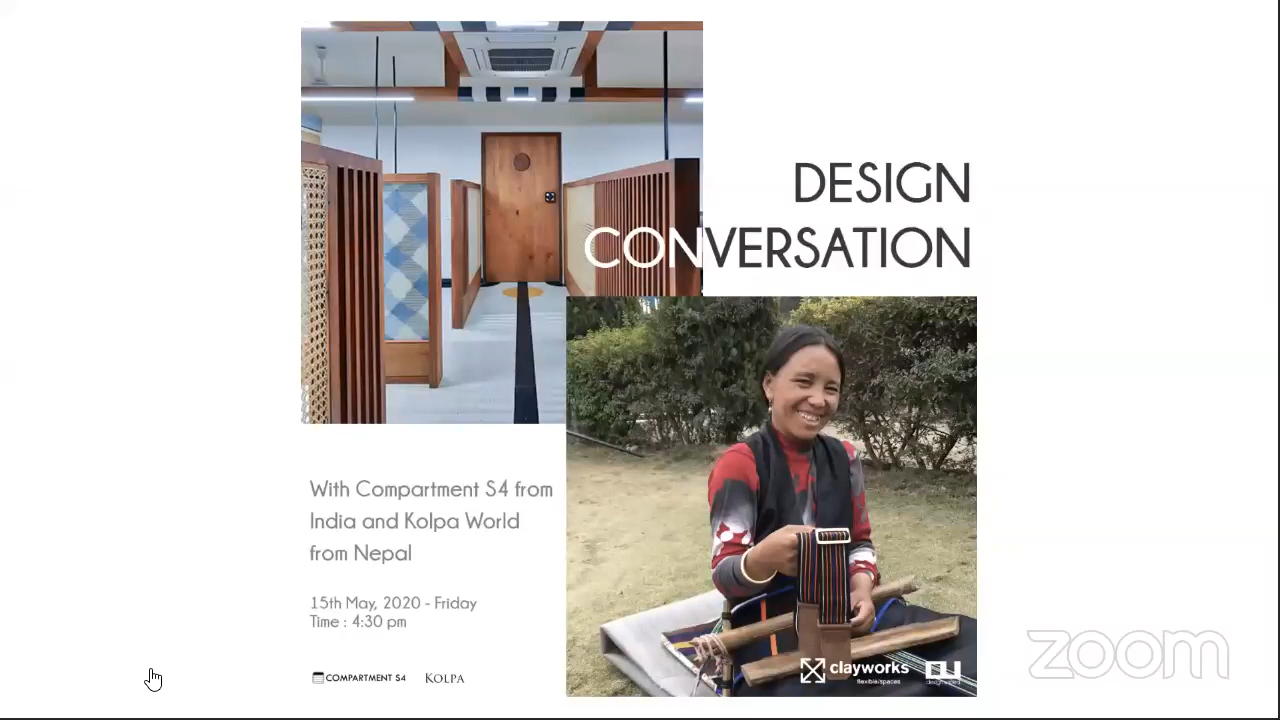 DESIGN
CONVERSATION
With Compartment S4 from
India and Kolpa World
from Nepal
15th May, 2020 - Friday
Time : 4:30 pm
COMPARTMENT S4
KOLPA
clayworks
flexible/spaces
zoom